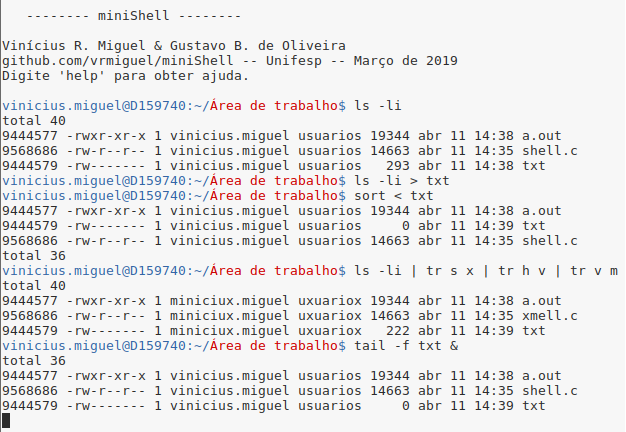 -------- miniShell --------
Vinícius R. Miguel & Gustavo B. de Oliveira
github.com/vrmiguel/miniShell -- Unifesp -- Março de 2019
Digite 'help' para obter ajuda.
vinicius.miguel@D159740:~/Área de trabalho$ ls -li
total 40
9444577 -rwxr-xr-x 1 vinicius.miguel usuarios 19344 abr 11 14:38 a.out
9568686 -rw-r--r-- 1 vinicius.miguel usuarios 14663 abr 11 14:35 shell.c
9444579 -rw------- 1 vinicius.miguel usuarios   293 abr 11 14:38 txt
vinicius.miguel@D159740:~/Área de trabalho$ ls -li > txt
vinicius.miguel@D159740:~/Área de trabalho$ sort < txt
9444577 -rwxr-xr-x 1 vinicius.miguel usuarios 19344 abr 11 14:38 a.out
9444579 -rw------- 1 vinicius.miguel usuarios     0 abr 11 14:39 txt
9568686 -rw-r--r-- 1 vinicius.miguel usuarios 14663 abr 11 14:35 shell.c
total 36
vinicius.miguel@D159740:~/Área de trabalho$ ls -li | tr s x | tr h v | tr v m
total 40
9444577 -rwxr-xr-x 1 miniciux.miguel uxuariox 19344 abr 11 14:38 a.out
9568686 -rw-r--r-- 1 miniciux.miguel uxuariox 14663 abr 11 14:35 xmell.c
9444579 -rw------- 1 miniciux.miguel uxuariox   222 abr 11 14:39 txt
vinicius.miguel@D159740:~/Área de trabalho$ tail -f txt &
total 36
9444577 -rwxr-xr-x 1 vinicius.miguel usuarios 19344 abr 11 14:38 a.out
9568686 -rw-r--r-- 1 vinicius.miguel usuarios 14663 abr 11 14:35 shell.c
9444579 -rw------- 1 vinicius.miguel usuarios     0 abr 11 14:39 txt